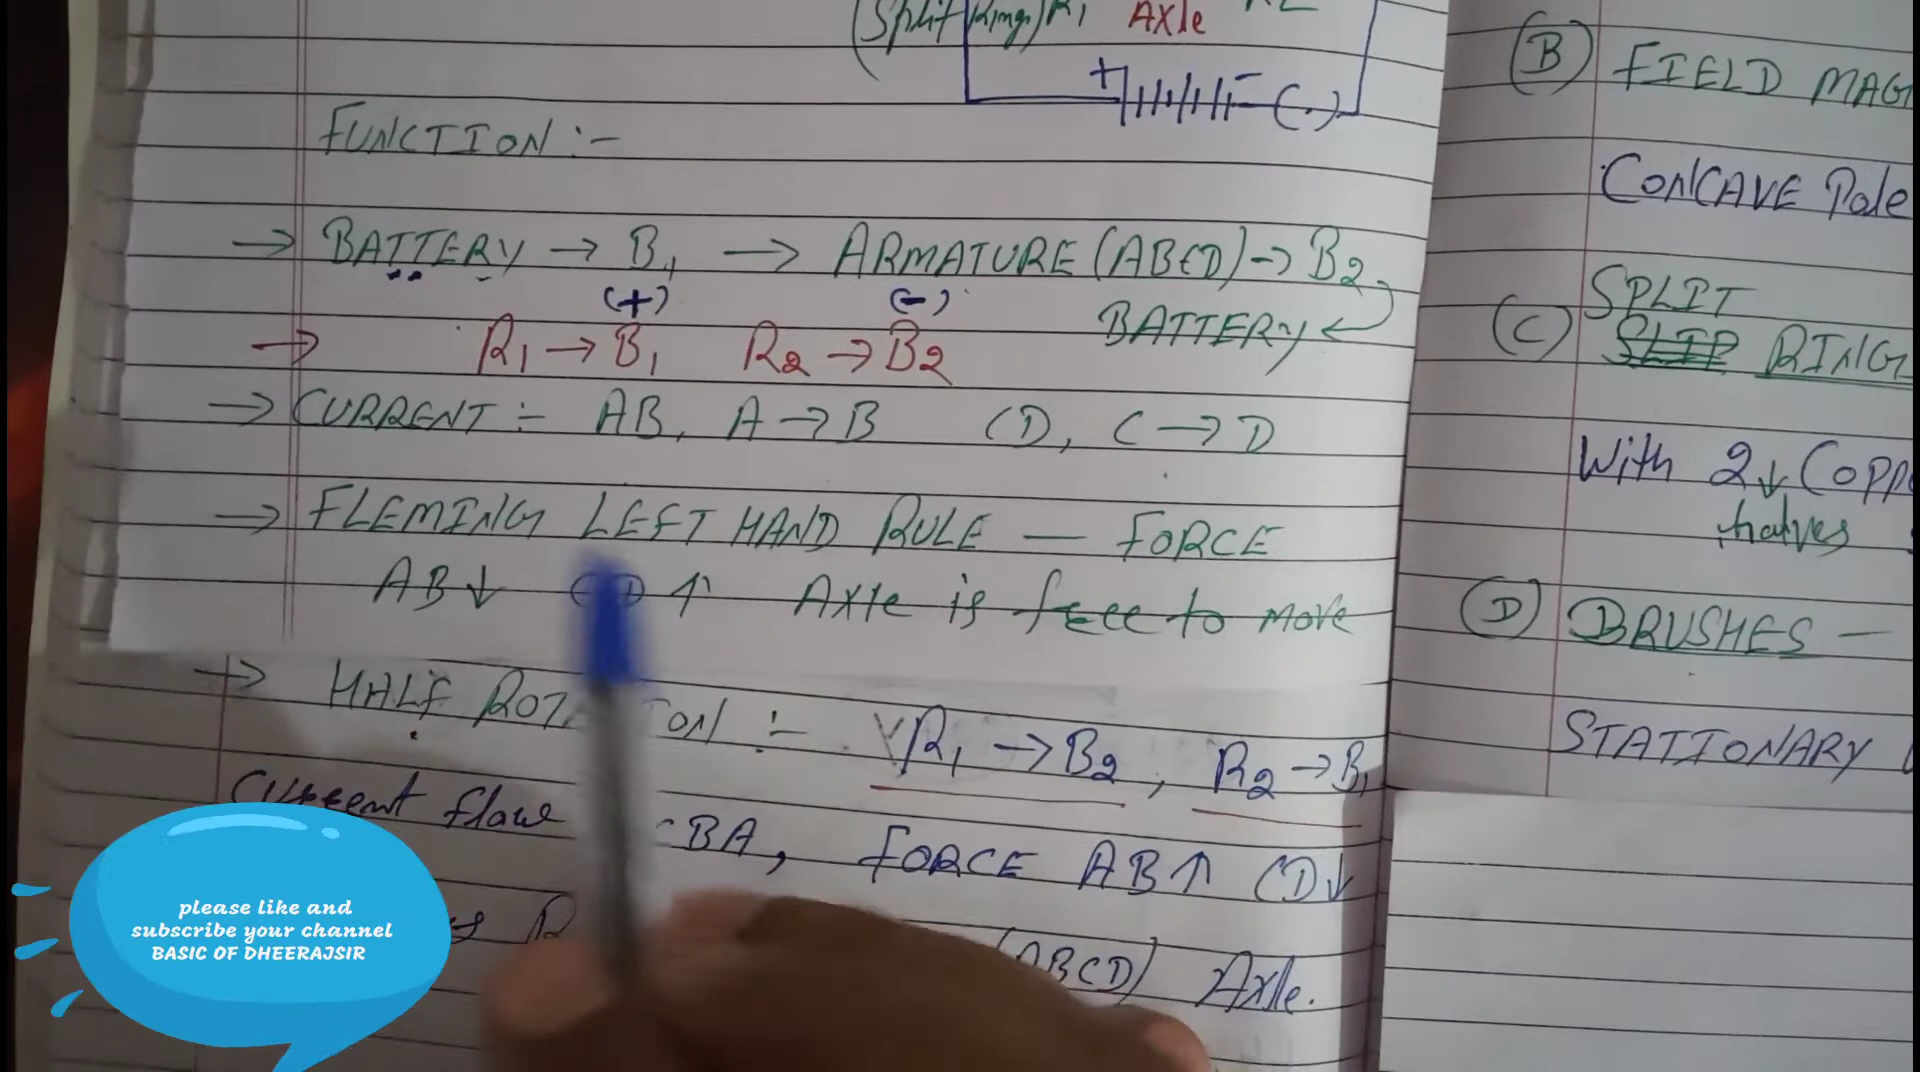 (Split Rings) R1 Axle
+ - (-)
FUNCTION :-
→ BATTERY → B1 → ARMATURE (ABCD) → B2
(+) (-)
BATTERY ←
→ R1 → B1 R2 → B2
→ CURRENT :- AB, A → B CD, C → D
→ FLEMING LEFT HAND RULE — FORCE
AB↓ CD↑ Axle is free to move
→ HALF ROTATION :- R1 → B2, R2 → B1
Current flow CBA, FORCE AB↑ CD↓
(ABCD) Axle.
(B) FIELD MAG
CONCAVE Pole
SPLIT
(C) SLIP RING
With 2↓ COPP
halves
(D) BRUSHES —
STATIONARY
please like and
subscribe your channel
BASIC OF DHEERAJSIR